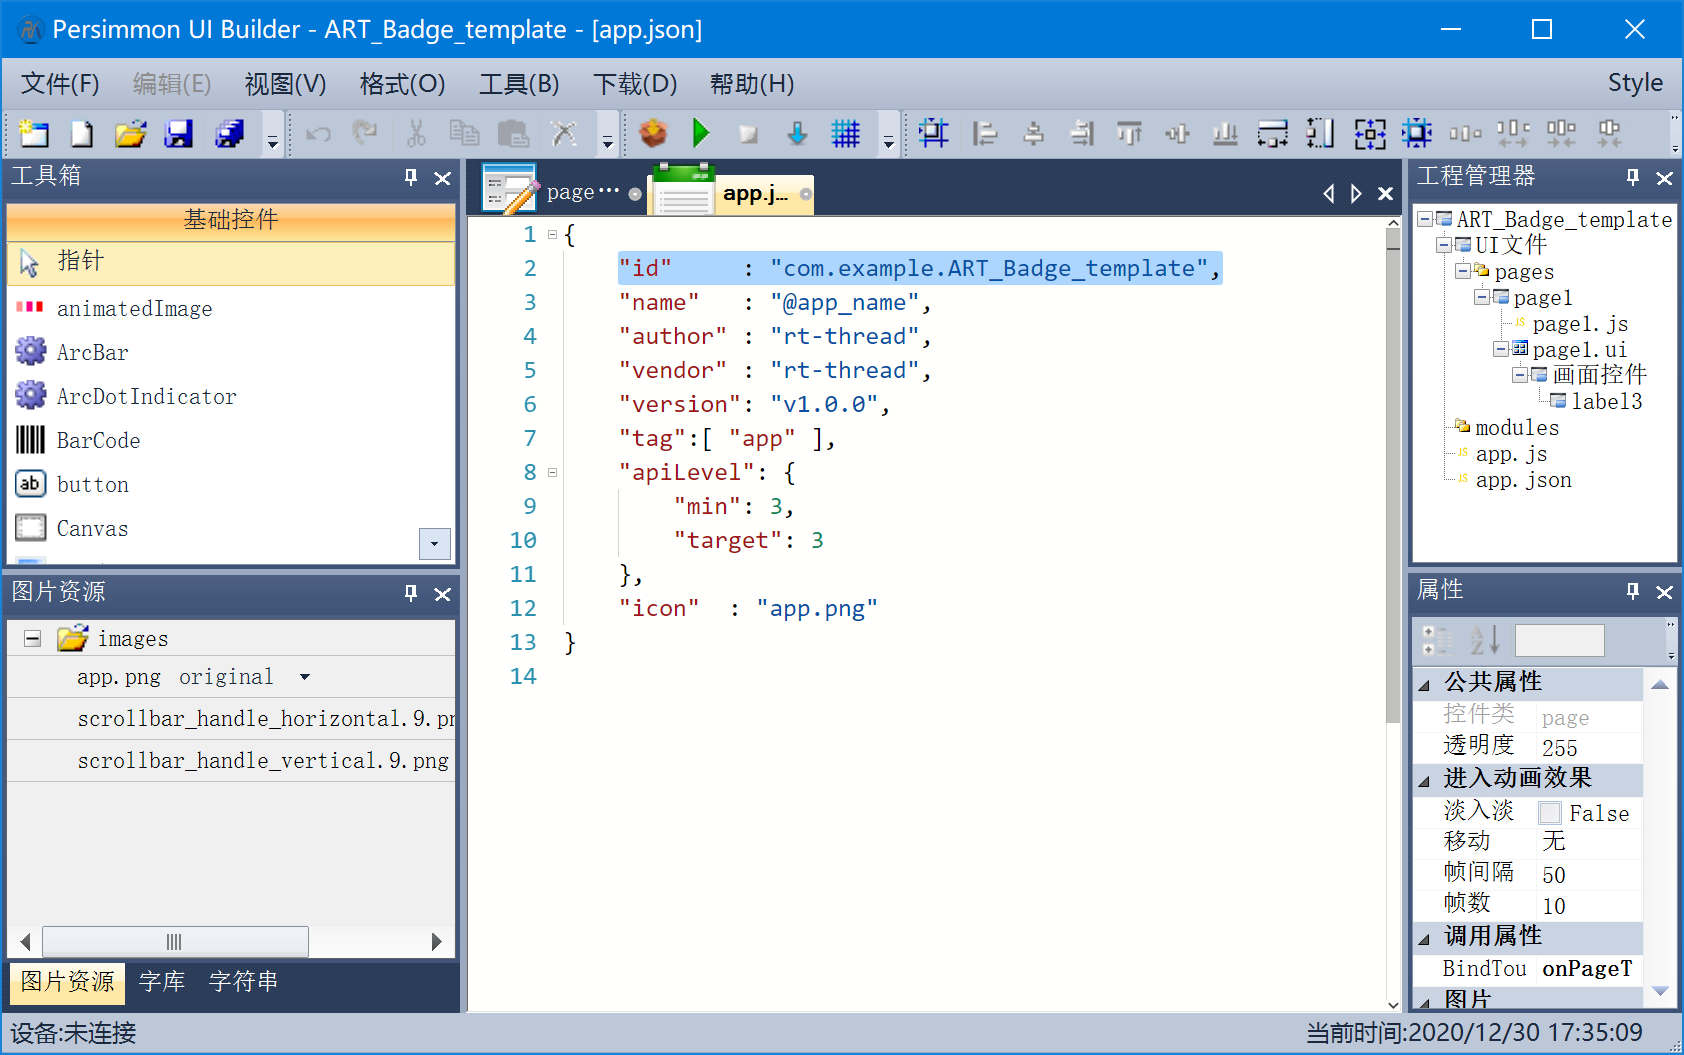 Persimmon UI Builder - ART_Badge_template - [app.json]
文件(F) 编辑(E) 视图(V) 格式(O) 工具(B) 下载(D) 帮助(H) Style
工具箱
基础控件
指针
animatedImage
ArcBar
ArcDotIndicator
BarCode
ab button
Canvas
图片资源
images
app.png original
scrollbar_handle_horizontal.9.pn
scrollbar_handle_vertical.9.png
图片资源 字库 字符串
page··· app.j…
1 {
2 "id" : "com.example.ART_Badge_template",
3 "name" : "@app_name",
4 "author" : "rt-thread",
5 "vendor" : "rt-thread",
6 "version": "v1.0.0",
7 "tag":[ "app" ],
8 "apiLevel": {
9 "min": 3,
10 "target": 3
11 },
12 "icon" : "app.png"
13 }
14
工程管理器
ART_Badge_template
UI文件
pages
page1
JS page1.js
page1.ui
画面控件
label3
modules
JS app.js
JS app.json
属性
公共属性
控件类 page
透明度 255
进入动画效果
淡入淡 False
移动 无
帧间隔 50
帧数 10
调用属性
BindTou onPageT
图片
设备:未连接 当前时间:2020/12/30 17:35:09